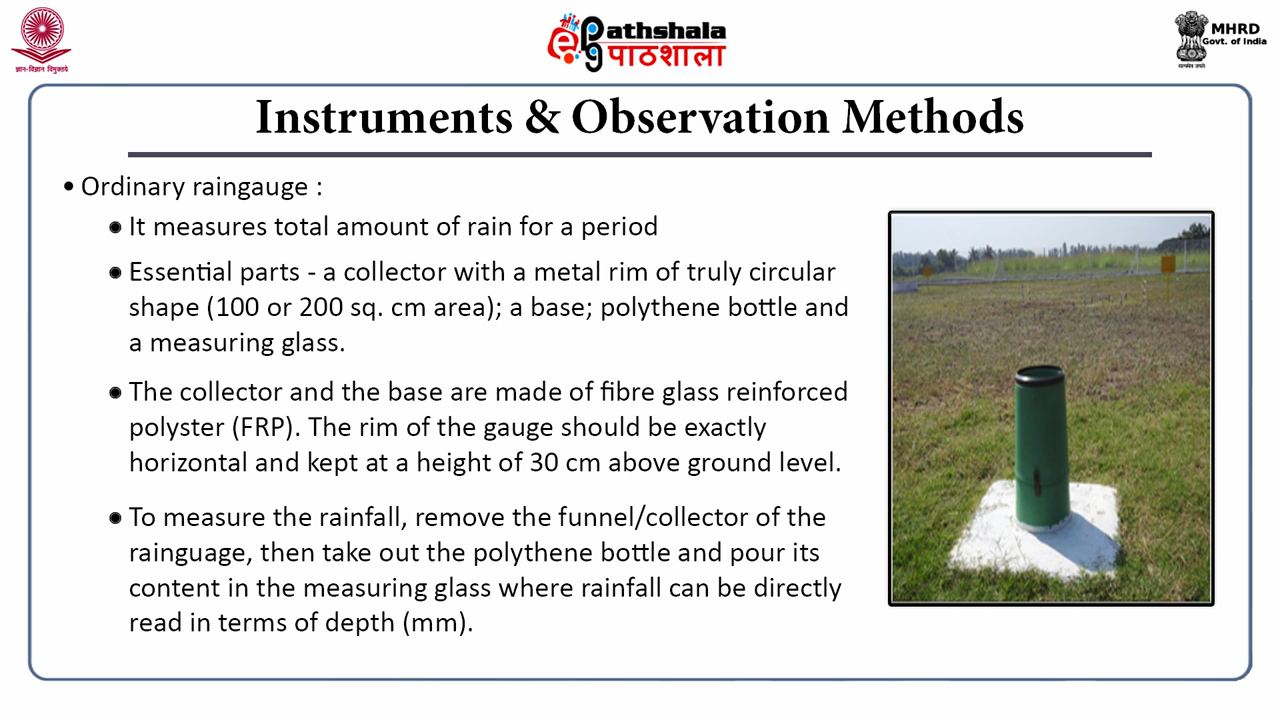 ज्ञान-विज्ञान विमुक्तये
ePG athshala
पाठशाला
MHRD
Govt. of India
सत्यमेव जयते
Instruments & Observation Methods
• Ordinary raingauge :
It measures total amount of rain for a period
Essential parts - a collector with a metal rim of truly circular
shape (100 or 200 sq. cm area); a base; polythene bottle and
a measuring glass.
The collector and the base are made of fibre glass reinforced
polyster (FRP). The rim of the gauge should be exactly
horizontal and kept at a height of 30 cm above ground level.
To measure the rainfall, remove the funnel/collector of the
rainguage, then take out the polythene bottle and pour its
content in the measuring glass where rainfall can be directly
read in terms of depth (mm).